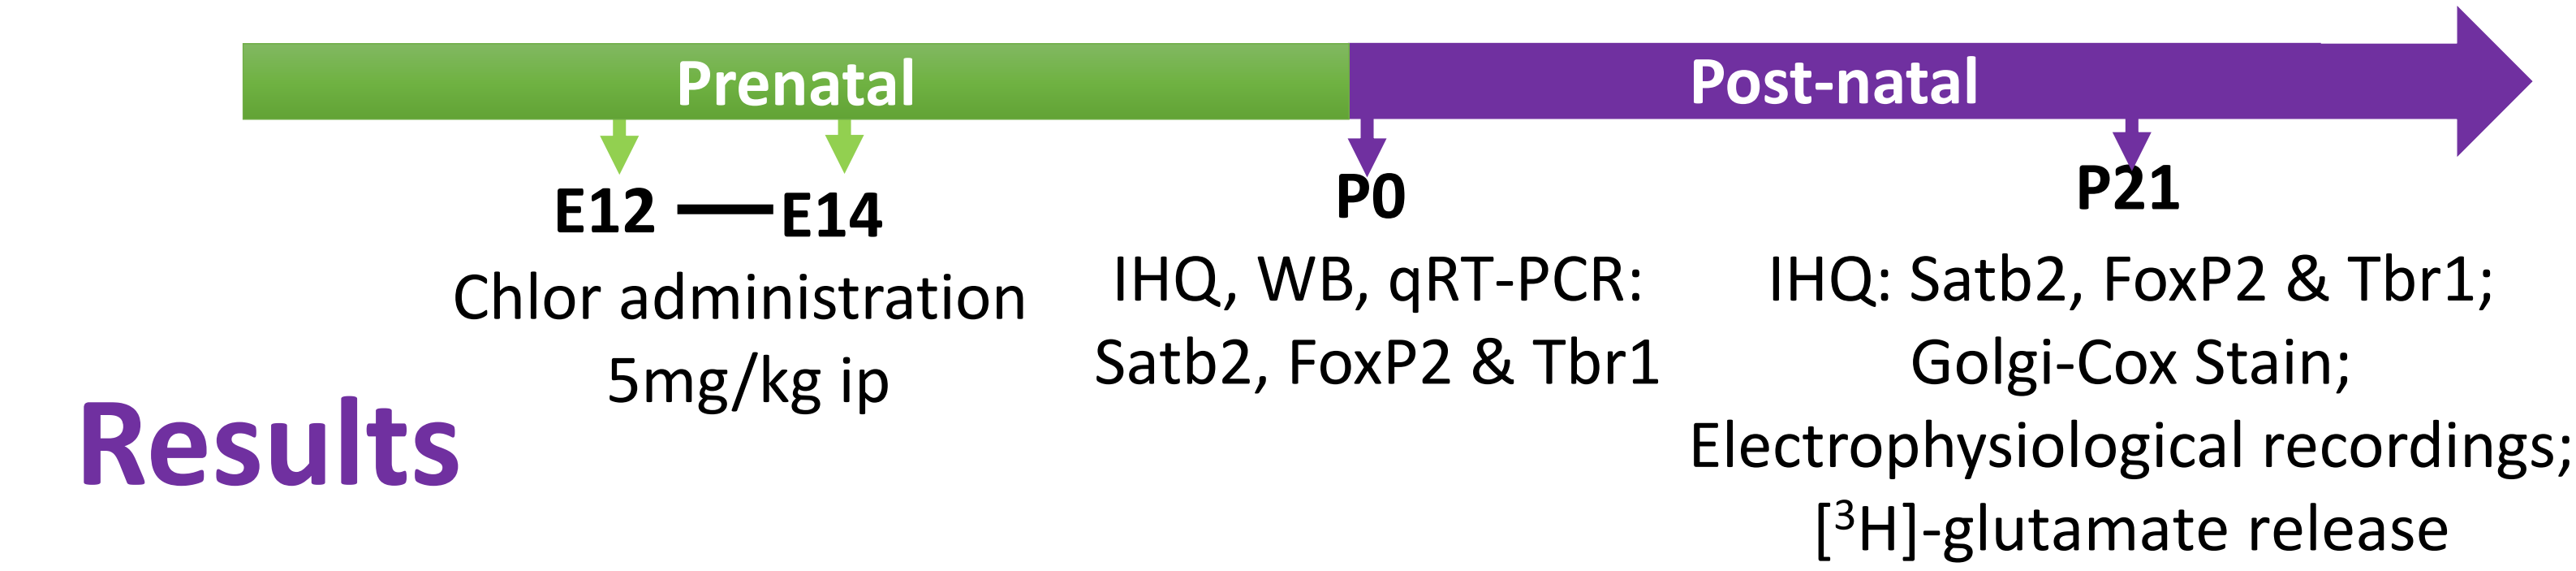 Prenatal
Post-natal
E12 — E14
Chlor administration
5mg/kg ip
P0
IHQ, WB, qRT-PCR:
Satb2, FoxP2 & Tbr1
P21
IHQ: Satb2, FoxP2 & Tbr1;
Golgi-Cox Stain;
Electrophysiological recordings;
[³H]-glutamate release
Results